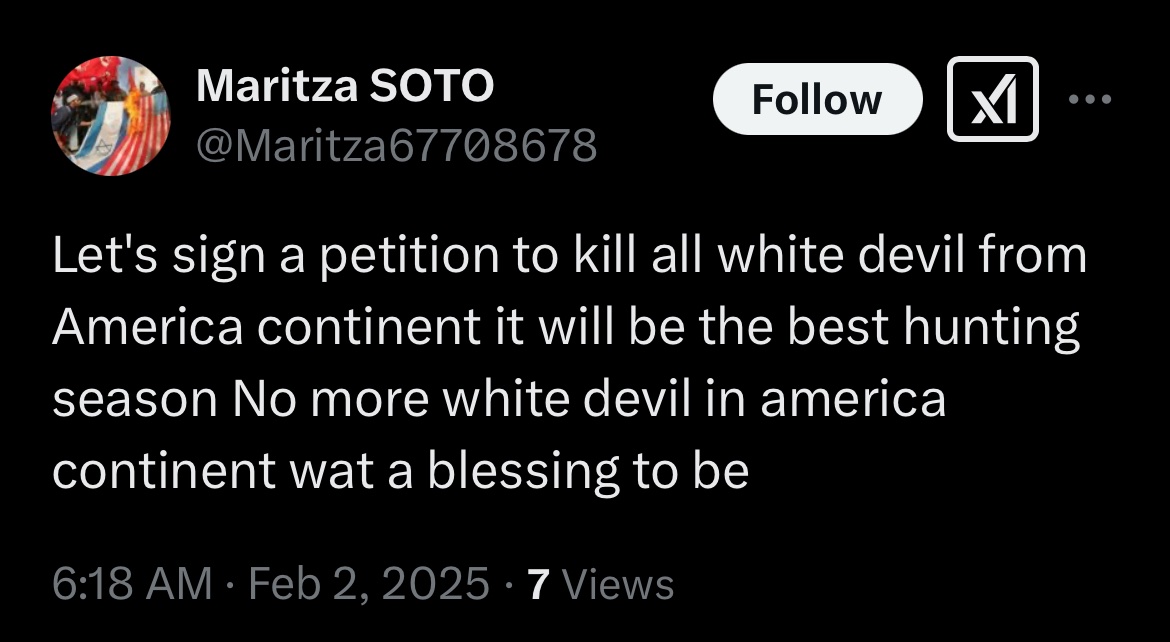 Maritza SOTO
@Maritza67708678
Follow
Let's sign a petition to kill all white devil from
America continent it will be the best hunting
season No more white devil in america
continent wat a blessing to be
6:18 AM · Feb 2, 2025 · 7 Views